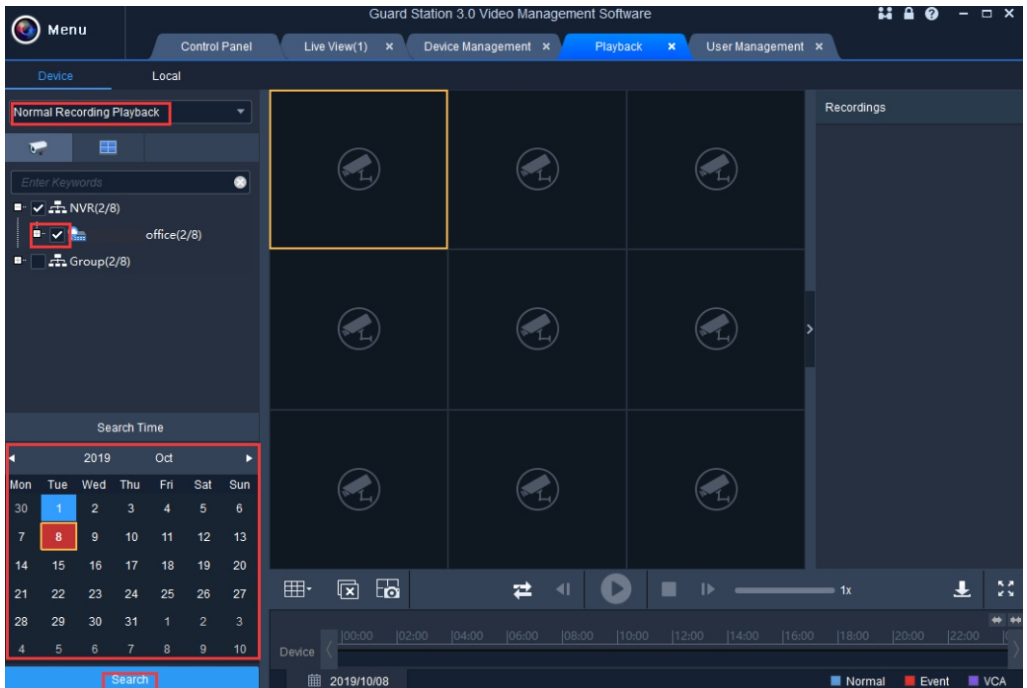 Guard Station 3.0 Video Management Software
Menu
Control Panel Live View(1) × Device Management × Playback × User Management ×
Device Local
Normal Recording Playback
Recordings
Enter Keywords
NVR(2/8)
office(2/8)
Group(2/8)
Search Time
2019 Oct
Mon Tue Wed Thu Fri Sat Sun
30 1 2 3 4 5 6
7 8 9 10 11 12 13
14 15 16 17 18 19 20
21 22 23 24 25 26 27
28 29 30 31 1 2 3
4 5 6 7 8 9 10
Search
1x
00:00 02:00 04:00 06:00 08:00 10:00 12:00 14:00 16:00 18:00 20:00 22:00
Device
2019/10/08
Normal Event VCA